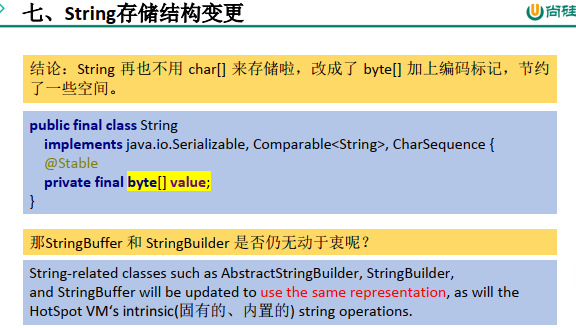 七、String存储结构变更
尚硅
结论：String 再也不用 char[] 来存储啦，改成了 byte[] 加上编码标记，节约
了一些空间。
public final class String
implements java.io.Serializable, Comparable<String>, CharSequence {
@Stable
private final byte[] value;
}
那StringBuffer 和 StringBuilder 是否仍无动于衷呢？
String-related classes such as AbstractStringBuilder, StringBuilder,
and StringBuffer will be updated to use the same representation, as will the
HotSpot VM‘s intrinsic(固有的、内置的) string operations.